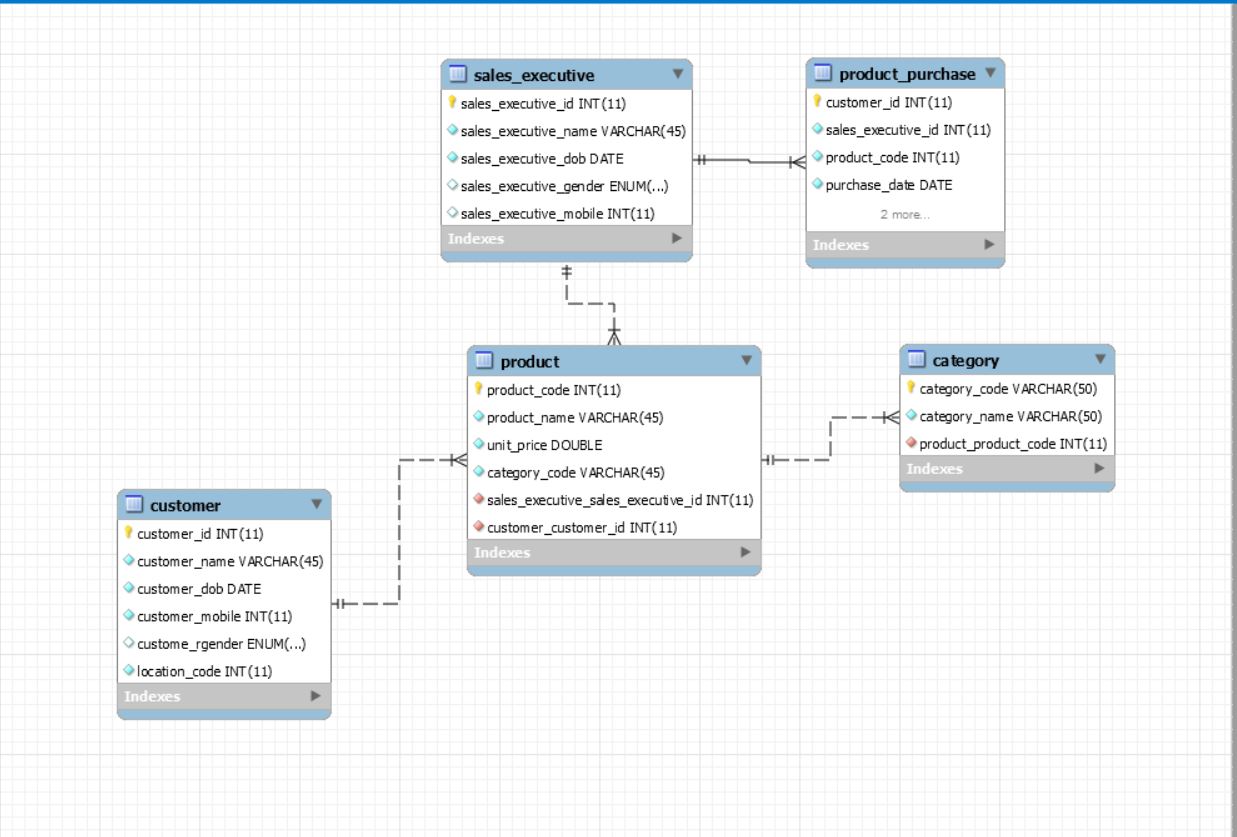 sales_executive
sales_executive_id INT(11)
sales_executive_name VARCHAR(45)
sales_executive_dob DATE
sales_executive_gender ENUM(...)
sales_executive_mobile INT(11)
Indexes
product_purchase
customer_id INT(11)
sales_executive_id INT(11)
product_code INT(11)
purchase_date DATE
2 more...
Indexes
product
product_code INT(11)
product_name VARCHAR(45)
unit_price DOUBLE
category_code VARCHAR(45)
sales_executive_sales_executive_id INT(11)
customer_customer_id INT(11)
Indexes
category
category_code VARCHAR(50)
category_name VARCHAR(50)
product_product_code INT(11)
Indexes
customer
customer_id INT(11)
customer_name VARCHAR(45)
customer_dob DATE
customer_mobile INT(11)
custome_rgender ENUM(...)
location_code INT(11)
Indexes